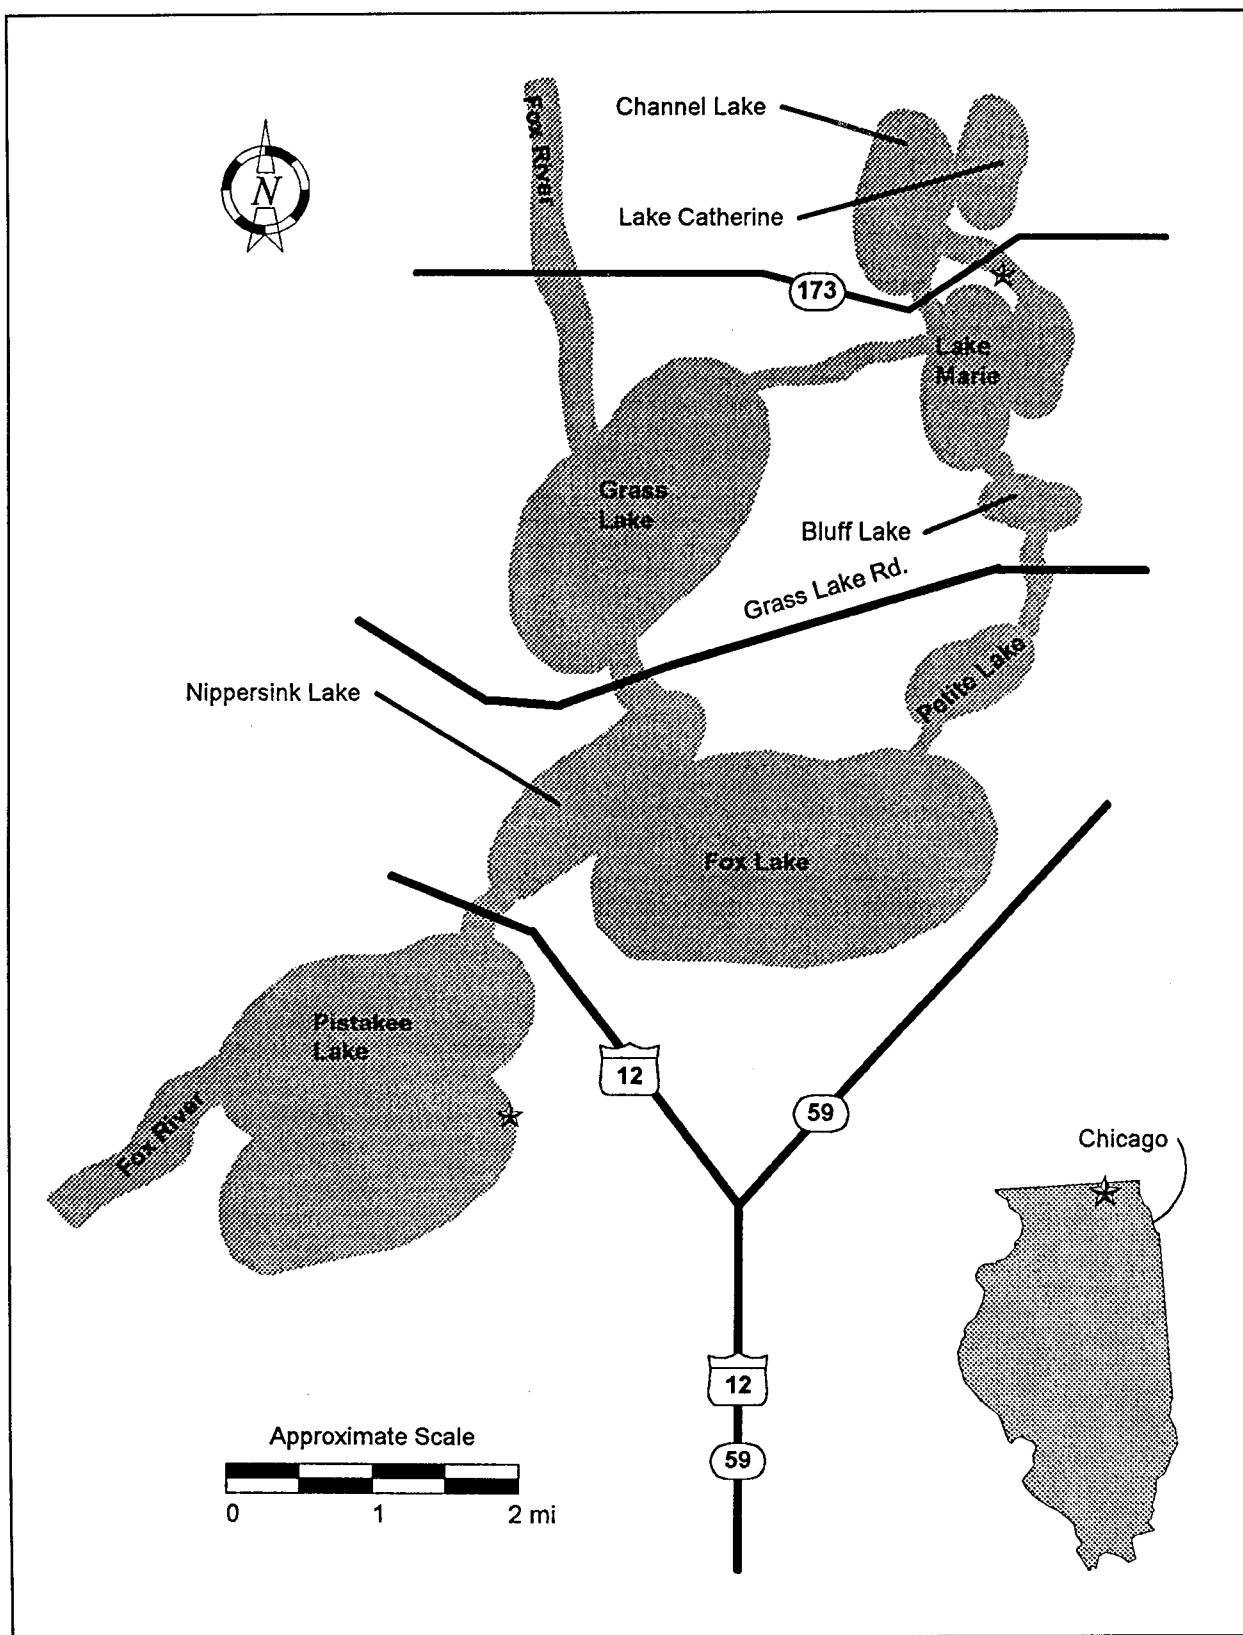 Fox River
Channel Lake
Lake Catherine
N
173
Lake
Marie
Grass
Lake
Bluff Lake
Grass Lake Rd.
Petite Lake
Nippersink Lake
Fox Lake
Pistakee
Lake
12
59
Fox River
Chicago
12
59
Approximate Scale
0 1 2 mi